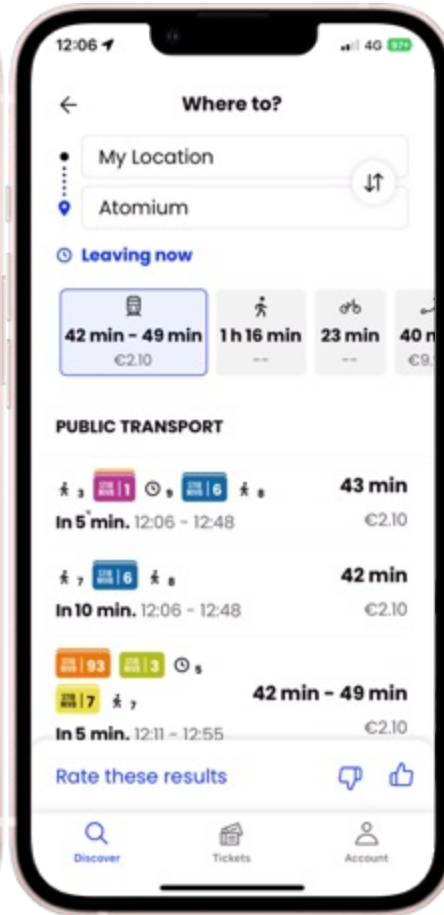 12:06
4G 97+
Where to?
My Location
Atomium
Leaving now
42 min - 49 min
€2.10
1 h 16 min
--
23 min
--
40 m
€9.
PUBLIC TRANSPORT
3 STIB MIVB 1 9 STIB MIVB 6 8 43 min
In 5 min. 12:06 - 12:48 €2.10
7 STIB MIVB 6 8 42 min
In 10 min. 12:06 - 12:48 €2.10
STIB MIVB 93 STIB MIVB 3 5
STIB MIVB 7 7 42 min - 49 min
In 5 min. 12:11 - 12:55 €2.10
Rate these results
Discover Tickets Account